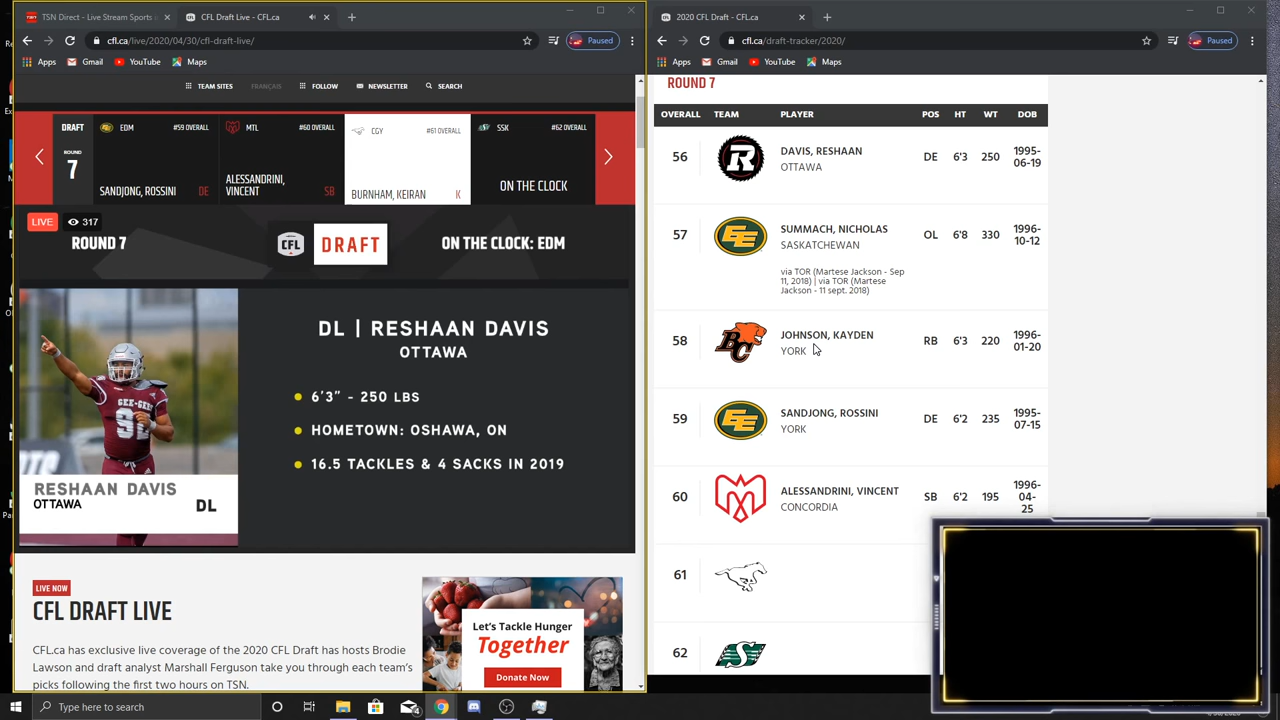 TSN Direct - Live Stream Sports o
CFL Draft Live - CFL.ca
cfl.ca/live/2020/04/30/cfl-draft-live/
Paused
Apps Gmail YouTube Maps
TEAM SITES FRANÇAIS FOLLOW NEWSLETTER SEARCH
DRAFT
ROUND
7
EDM #59 OVERALL
SANDJONG, ROSSINI DE
MTL #60 OVERALL
ALESSANDRINI,
VINCENT SB
CGY #61 OVERALL
BURNHAM, KEIRAN K
SSK #62 OVERALL
ON THE CLOCK
LIVE 317
ROUND 7
CFL DRAFT
ON THE CLOCK: EDM
DL | RESHAAN DAVIS
OTTAWA
6'3" - 250 LBS
HOMETOWN: OSHAWA, ON
16.5 TACKLES & 4 SACKS IN 2019
GEE-GEES
RESHAAN DAVIS
OTTAWA DL
LIVE NOW
CFL DRAFT LIVE
CFL.ca has exclusive live coverage of the 2020 CFL Draft has hosts Brodie
Lawson and draft analyst Marshall Ferguson take you through each team's
picks following the first two hours on TSN.
Let's Tackle Hunger
Together
Donate Now
2020 CFL Draft - CFL.ca
cfl.ca/draft-tracker/2020/
Paused
Apps Gmail YouTube Maps
ROUND 7
OVERALL TEAM PLAYER POS HT WT DOB
56 R DAVIS, RESHAAN DE 6'3 250 1995-
06-19
OTTAWA
57 EE SUMMACH, NICHOLAS OL 6'8 330 1996-
10-12
SASKATCHEWAN
via TOR (Martese Jackson - Sep
11, 2018) | via TOR (Martese
Jackson - 11 sept. 2018)
58 BC JOHNSON, KAYDEN RB 6'3 220 1996-
01-20
YORK
59 EE SANDJONG, ROSSINI DE 6'2 235 1995-
07-15
YORK
60 ALESSANDRINI, VINCENT SB 6'2 195 1996-
04-
25
CONCORDIA
61
62 S
Type here to search